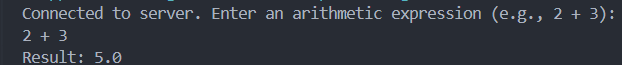 Connected to server. Enter an arithmetic expression (e.g., 2 + 3):
2 + 3
Result: 5.0